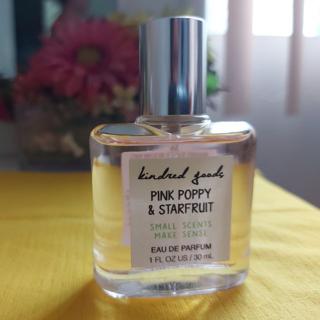 kindred goods
PINK POPPY
& STARFRUIT
SMALL SCENTS
MAKE SENSE
EAU DE PARFUM
1 FL OZ US / 30 mL